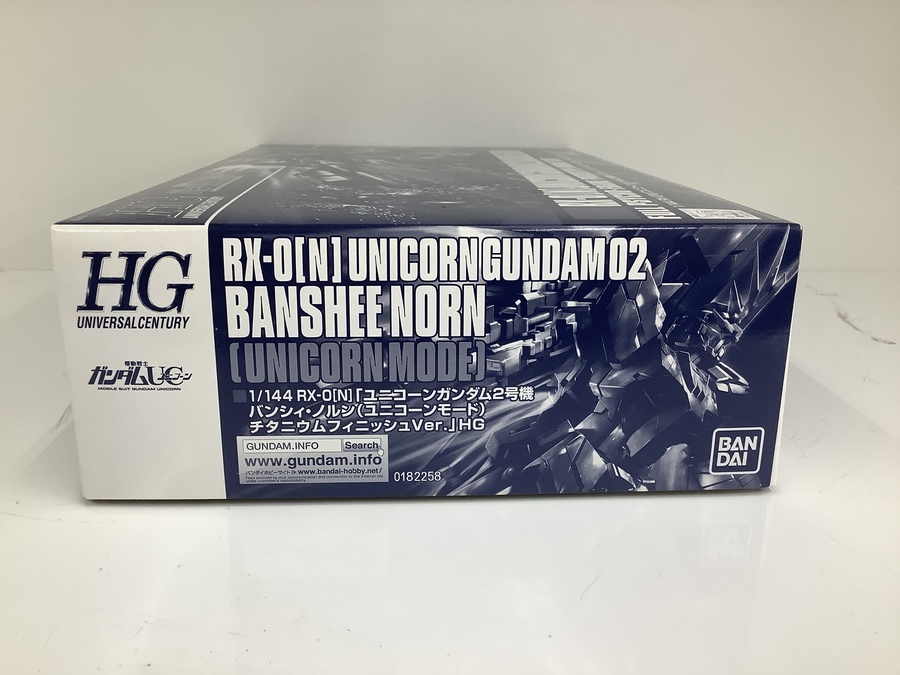 HG
UNIVERSAL CENTURY
機動戦士
ガンダムUC
MOBILE SUIT GUNDAM UNICORN
RX-0[N] UNICORN GUNDAM 02
BANSHEE NORN
[UNICORN MODE]
■1/144 RX-0[N]「ユニコーンガンダム2号機
バンシィ・ノルン(ユニコーンモード)
チタニウムフィニッシュVer.」HG
GUNDAM.INFO Search
www.gundam.info
バンダイホビーサイト www.bandai-hobby.net/
0182258
BAN
DAI